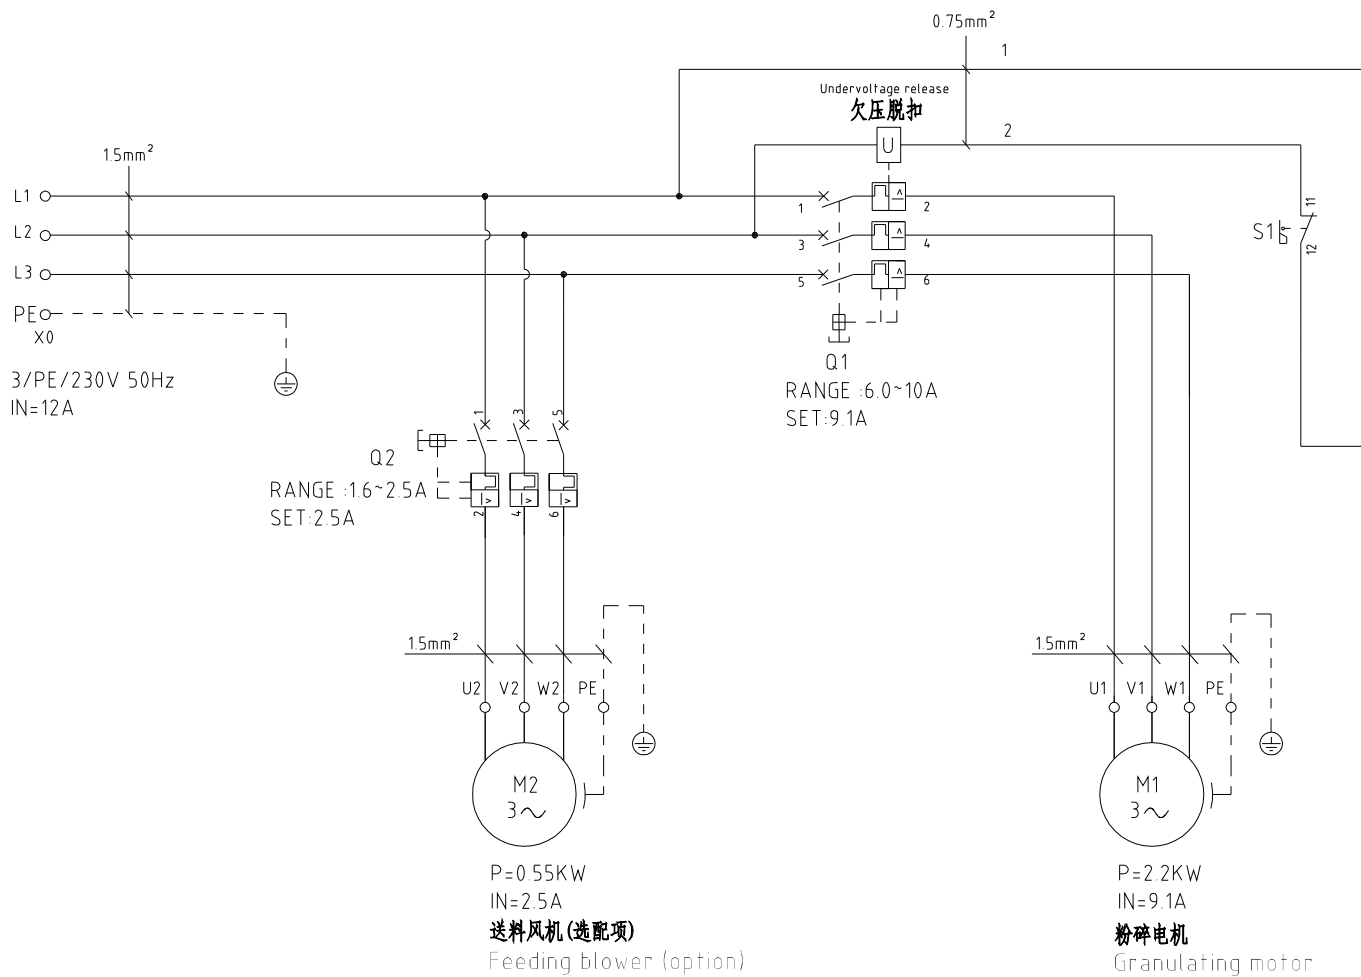 0.75mm²
1
Undervoltage release
欠压脱扣
2
U
1.5mm²
L1
1
2
11
L2
3
4
S1
12
L3
5
6
PE
X0
Q1
3/PE/230V 50Hz
IN=12A
RANGE :6.0~10A
SET:9.1A
1
3
5
Q2
RANGE :1.6~2.5A
SET:2.5A
2
4
6
1.5mm²
1.5mm²
U2 V2 W2 PE
U1 V1 W1 PE
M2
3~
M1
3~
P=0.55KW
IN=2.5A
送料风机(选配项)
Feeding blower (option)
P=2.2KW
IN=9.1A
粉碎电机
Granulating motor